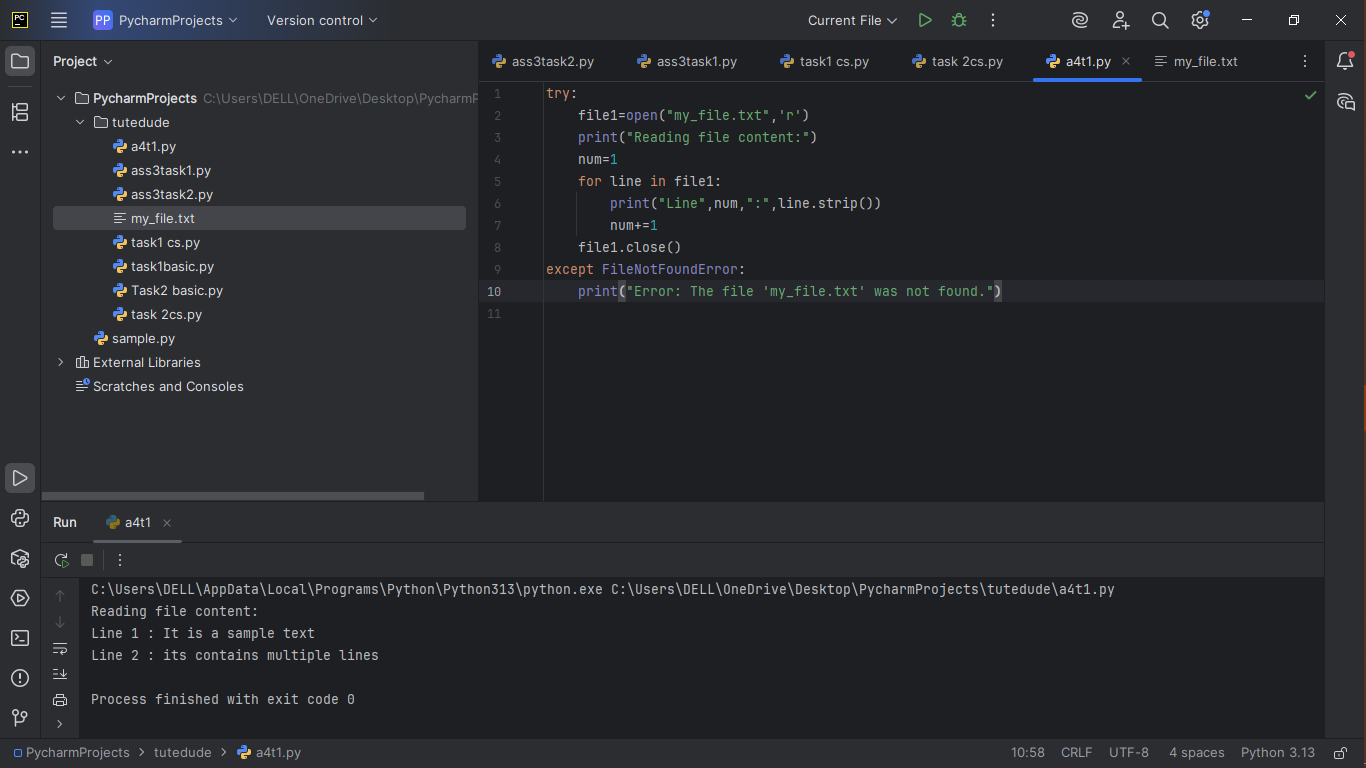 PC
PP PycharmProjects Version control Current File
Project
PycharmProjects C:\Users\DELL\OneDrive\Desktop\PycharmP
tutedude
a4t1.py
ass3task1.py
ass3task2.py
my_file.txt
task1 cs.py
task1basic.py
Task2 basic.py
task 2cs.py
sample.py
External Libraries
Scratches and Consoles
ass3task2.py ass3task1.py task1 cs.py task 2cs.py a4t1.py my_file.txt
1 try:
2 file1=open("my_file.txt",'r')
3 print("Reading file content:")
4 num=1
5 for line in file1:
6 print("Line",num,":",line.strip())
7 num+=1
8 file1.close()
9 except FileNotFoundError:
10 print("Error: The file 'my_file.txt' was not found.")
11
Run a4t1
C:\Users\DELL\AppData\Local\Programs\Python\Python313\python.exe C:\Users\DELL\OneDrive\Desktop\PycharmProjects\tutedude\a4t1.py
Reading file content:
Line 1 : It is a sample text
Line 2 : its contains multiple lines
Process finished with exit code 0
PycharmProjects > tutedude > a4t1.py 10:58 CRLF UTF-8 4 spaces Python 3.13